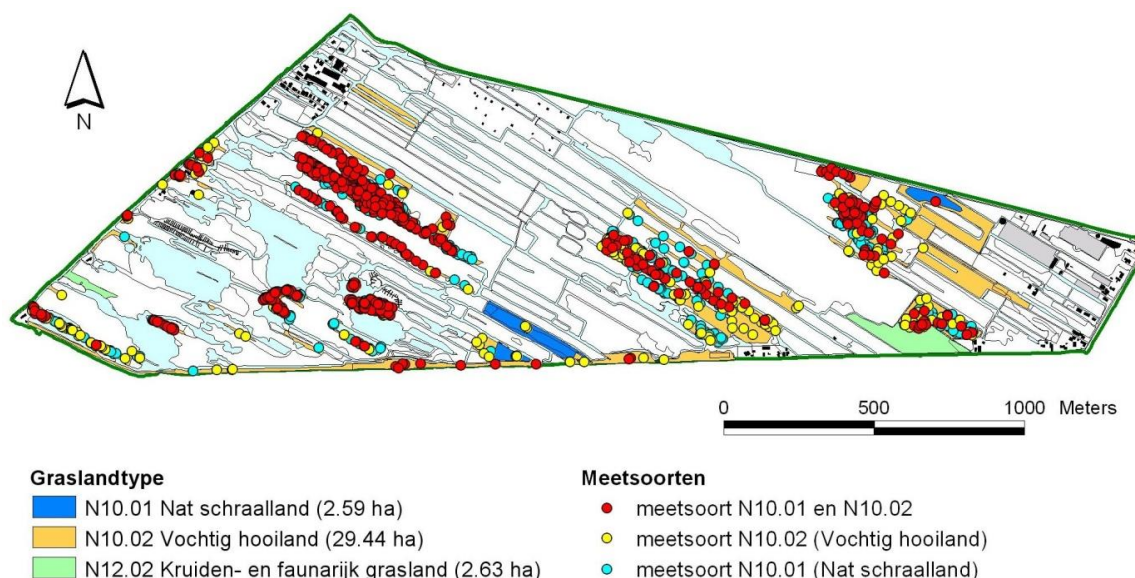 N
0 500 1000 Meters
Graslandtype
N10.01 Nat schraalland (2.59 ha)
N10.02 Vochtig hooiland (29.44 ha)
N12.02 Kruiden- en faunarijk grasland (2.63 ha)
Meetsoorten
meetsoort N10.01 en N10.02
meetsoort N10.02 (Vochtig hooiland)
meetsoort N10.01 (Nat schraalland)